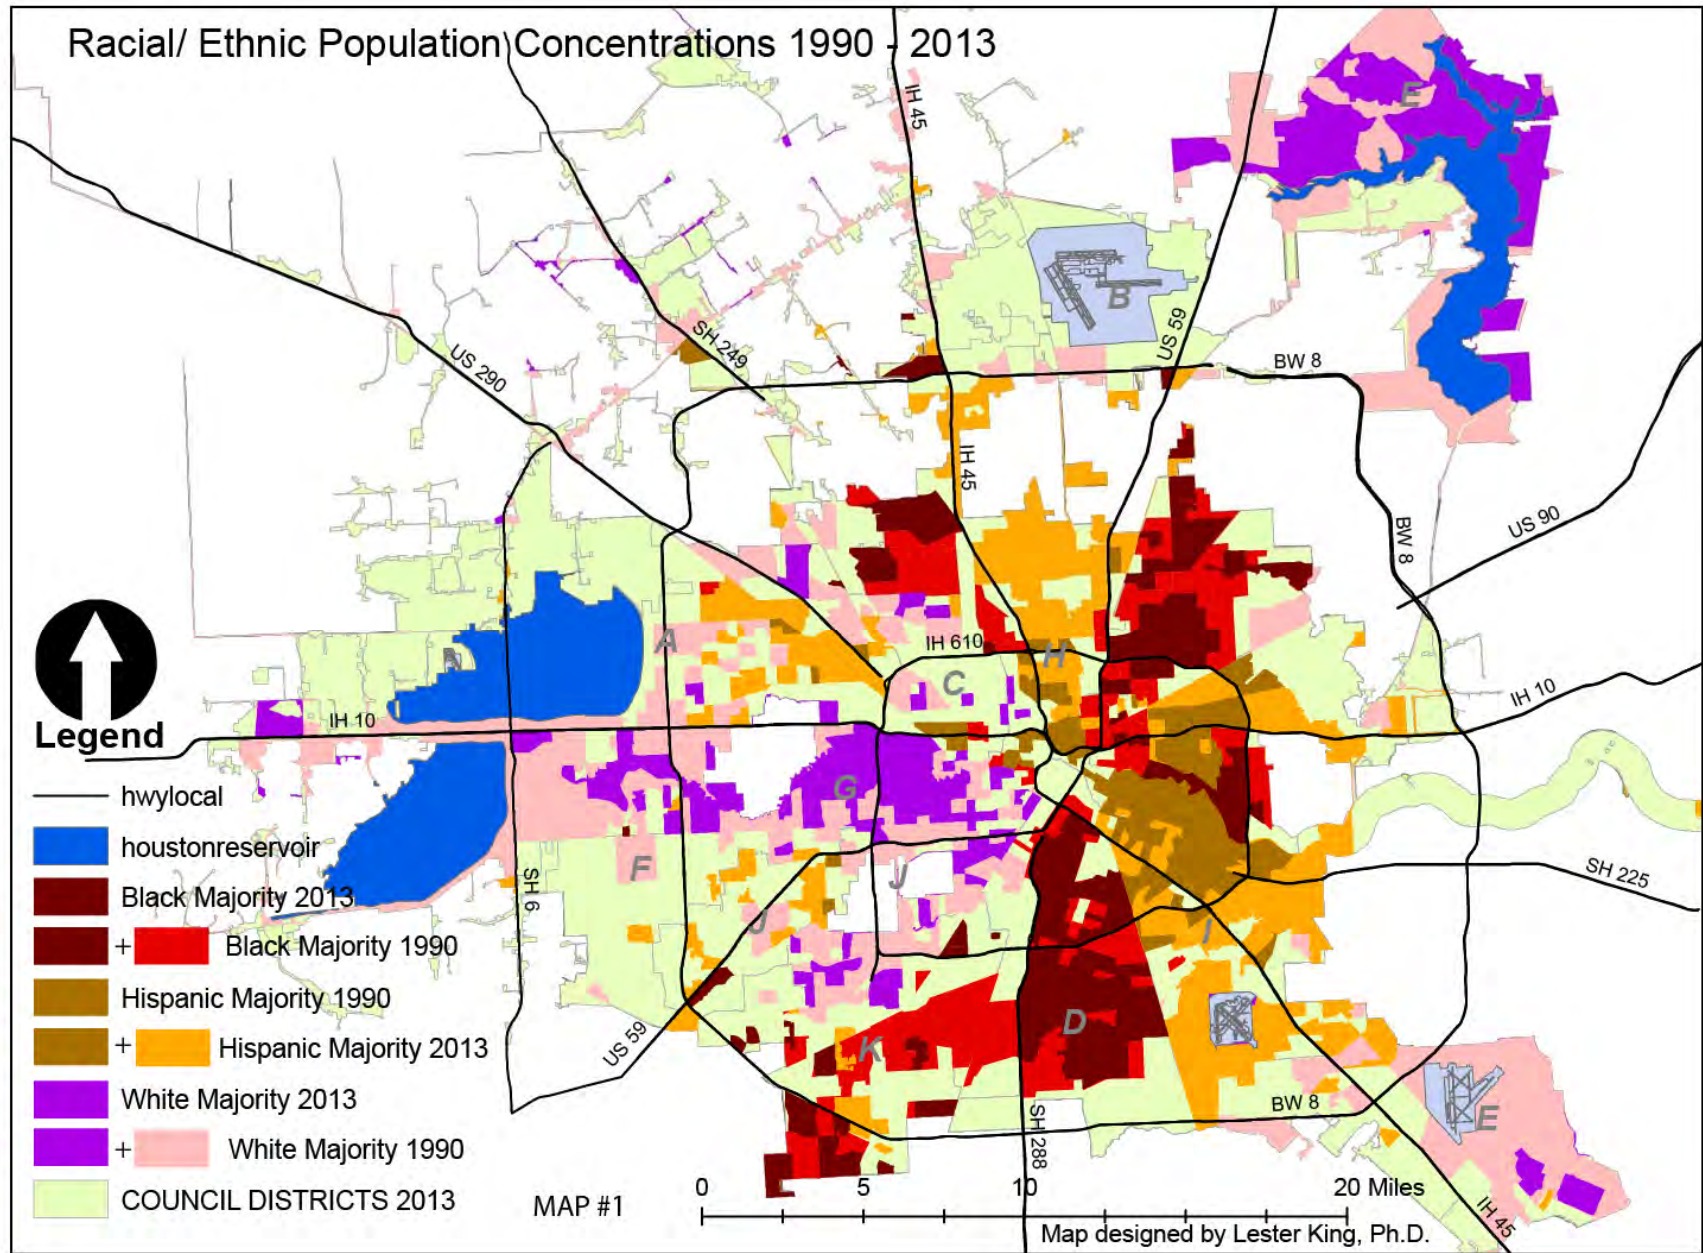 Racial/ Ethnic Population Concentrations 1990 - 2013
IH 45
E
B
US 59
SH 249
BW 8
US 290
IH 45
BW 8
US 90
IH 610
A
A
H
C
IH 10
IH 10
Legend
hwylocal
houstonreservoir
Black Majority 2013
+ Black Majority 1990
Hispanic Majority 1990
+ Hispanic Majority 2013
White Majority 2013
+ White Majority 1990
COUNCIL DISTRICTS 2013
G
F
SH 6
J
J
SH 225
I
D
K
US 59
BW 8
E
SH 288
IH 45
MAP #1
0 5 10 20 Miles
Map designed by Lester King, Ph.D.